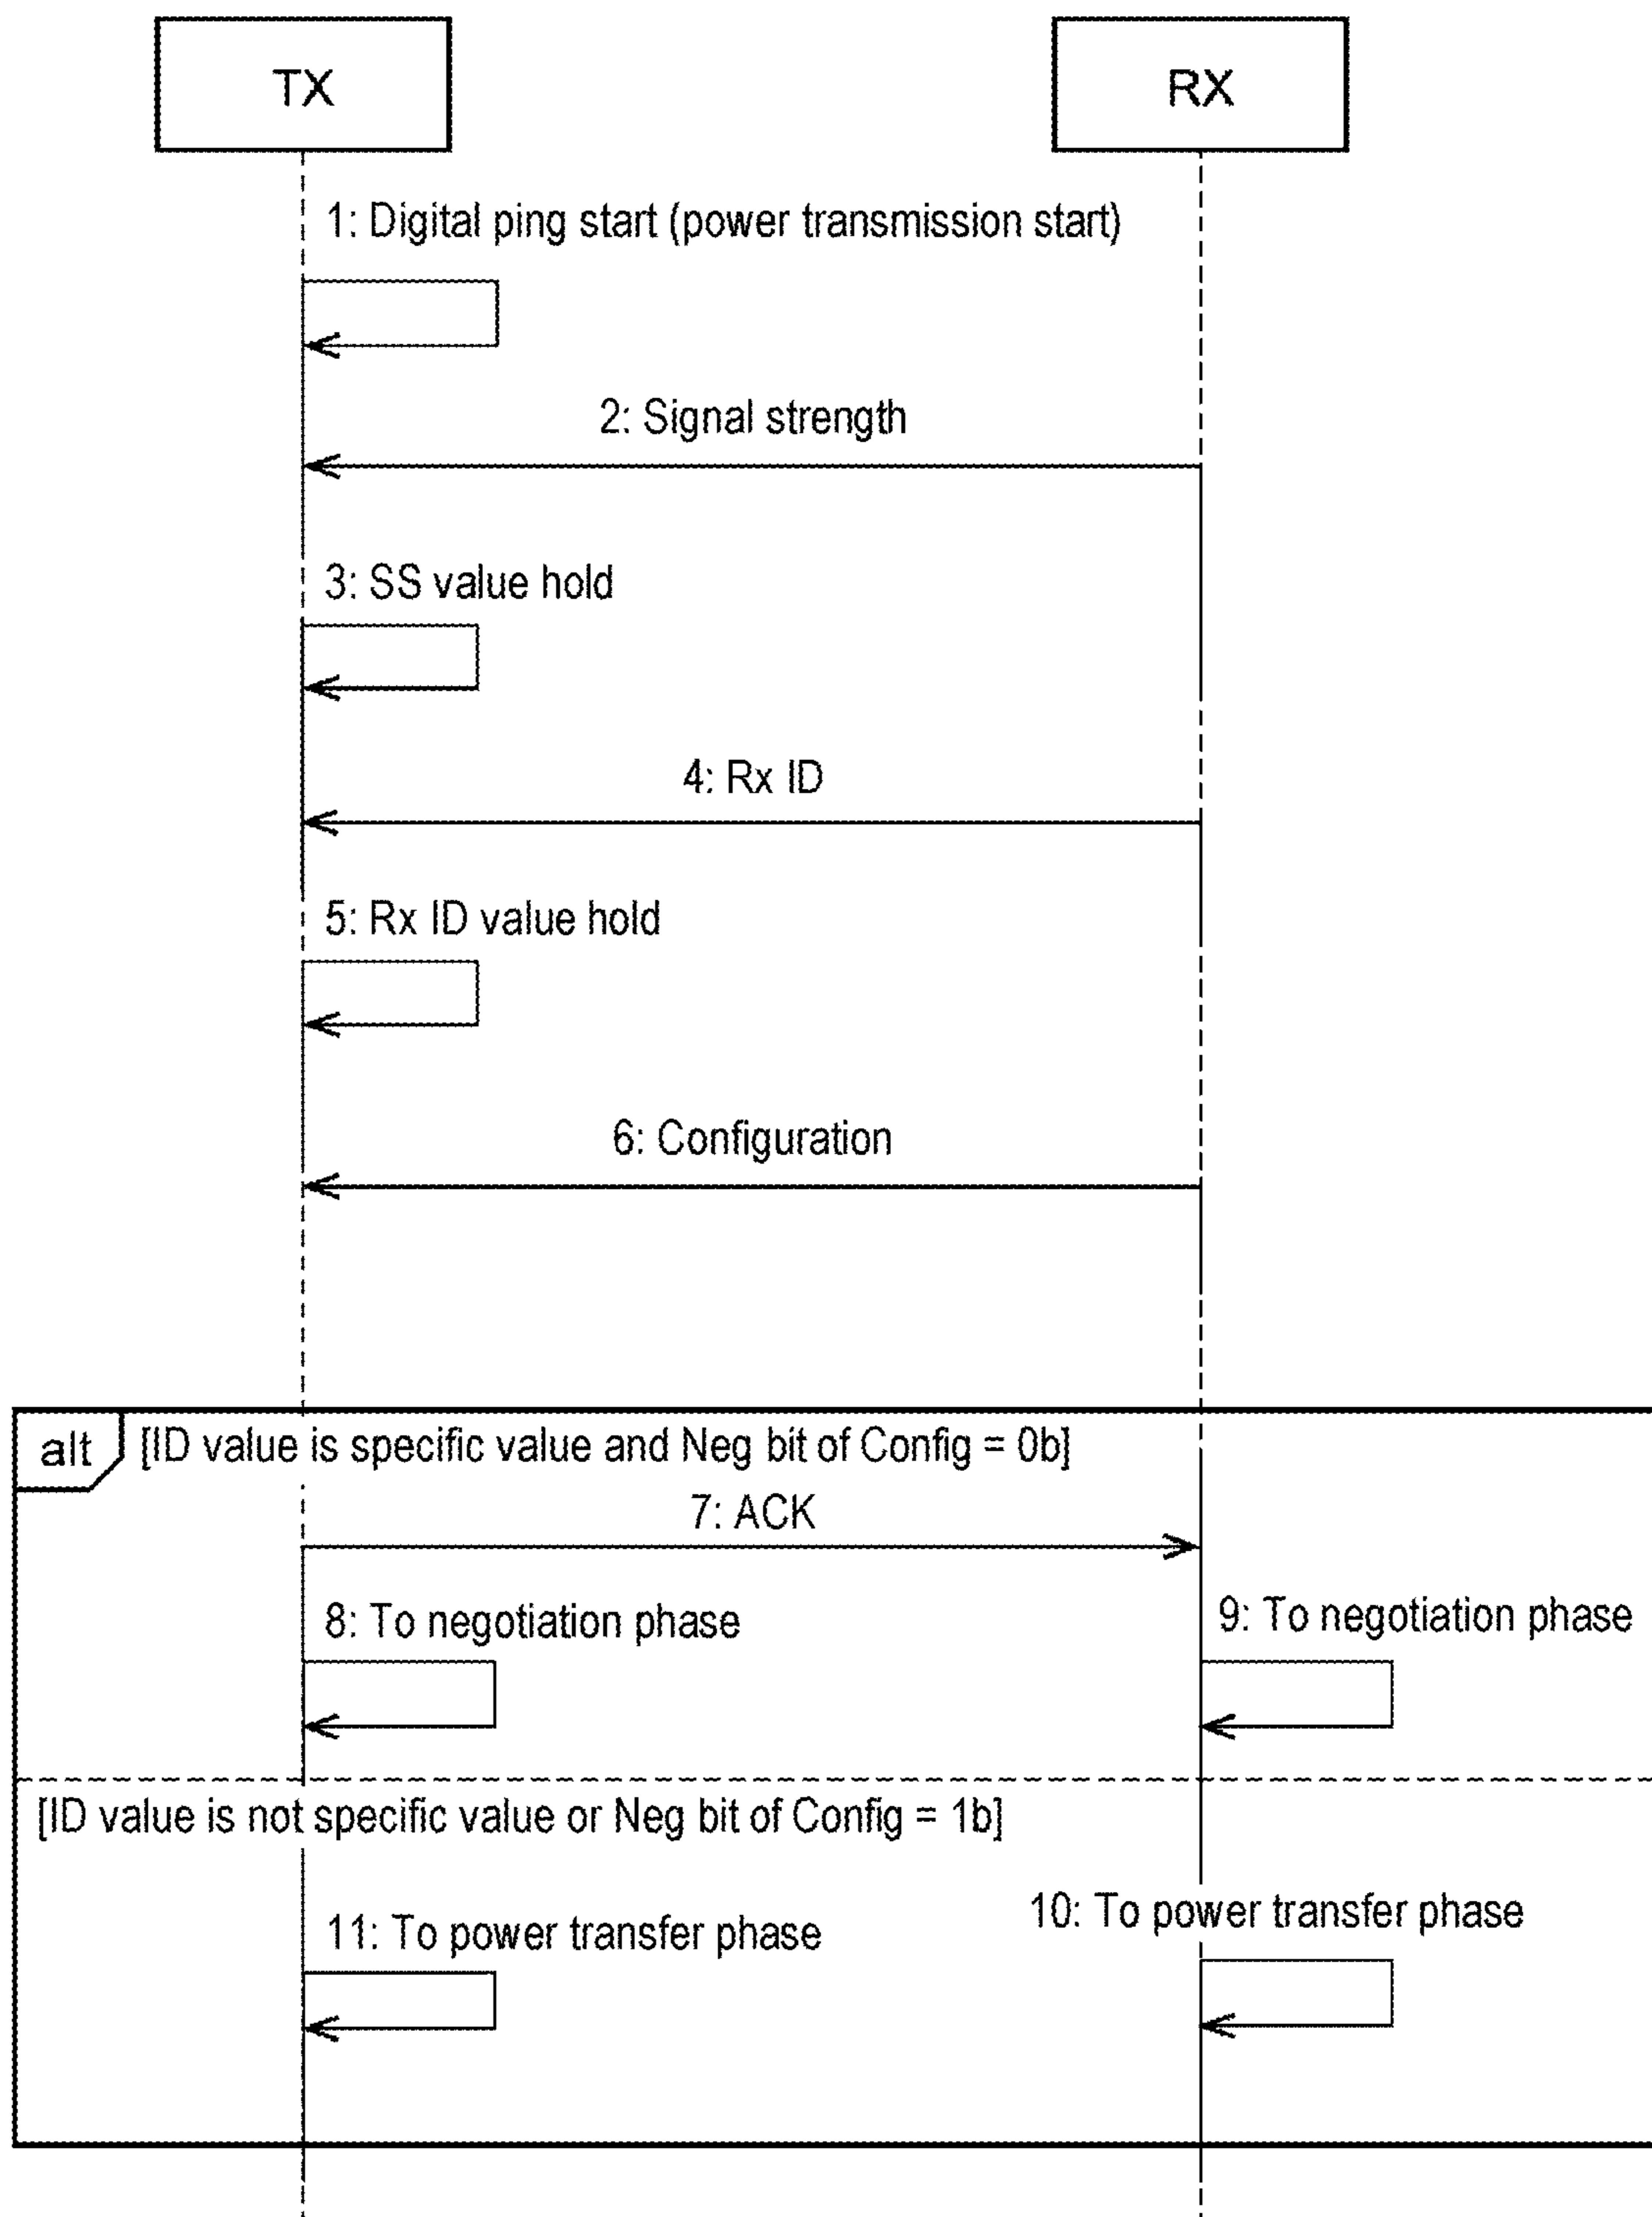 TX
RX
1: Digital ping start (power transmission start)
2: Signal strength
3: SS value hold
4: Rx ID
5: Rx ID value hold
6: Configuration
alt
[ID value is specific value and Neg bit of Config = 0b]
7: ACK
8: To negotiation phase
9: To negotiation phase
[ID value is not specific value or Neg bit of Config = 1b]
10: To power transfer phase
11: To power transfer phase